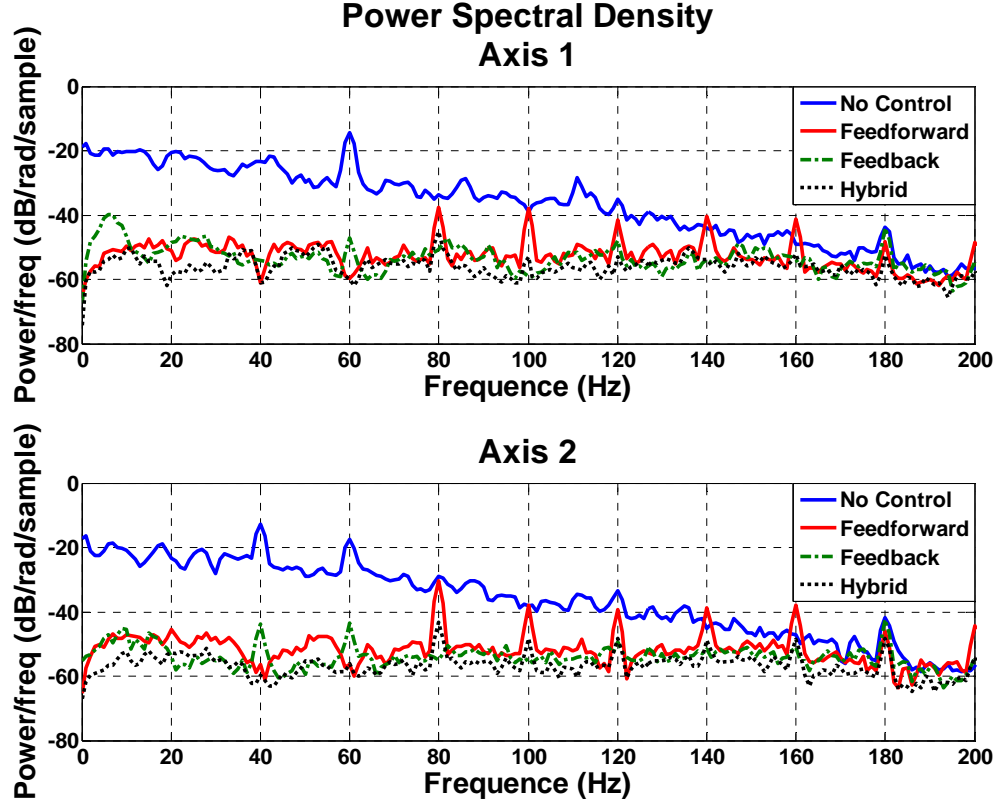 Power Spectral Density
Axis 1
Power/freq (dB/rad/sample)
0
-20
-40
-60
-80
No Control
Feedforward
Feedback
Hybrid
0 20 40 60 80 100 120 140 160 180 200
Frequence (Hz)
Axis 2
Power/freq (dB/rad/sample)
0
-20
-40
-60
-80
No Control
Feedforward
Feedback
Hybrid
0 20 40 60 80 100 120 140 160 180 200
Frequence (Hz)